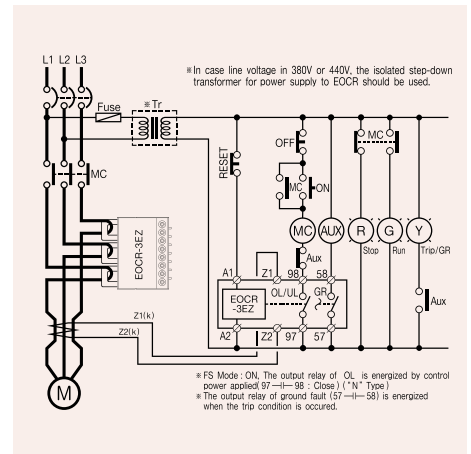 L1 L2 L3
※In case line voltage in 380V or 440V, the isolated step-down
transformer for power supply to EOCR should be used.
Fuse
※Tr
RESET
OFF
MC
MC
ON
MC
MC
AUX
R
G
Y
Stop
Run
Trip/GR
Aux
EOCR-3EZ
A1
Z1
98
58
EOCR
-3EZ
OL/UL
GR
Aux
A2
Z2
97
57
Z1(k)
Z2(k)
M
※FS Mode : ON, The output relay of OL is energized by control
power applied(97 ⊣⊢ 98 : Close) ("N" Type)
※The output relay of ground fault (57 ⊣⊢ 58) is energized
when the trip condition is occured.